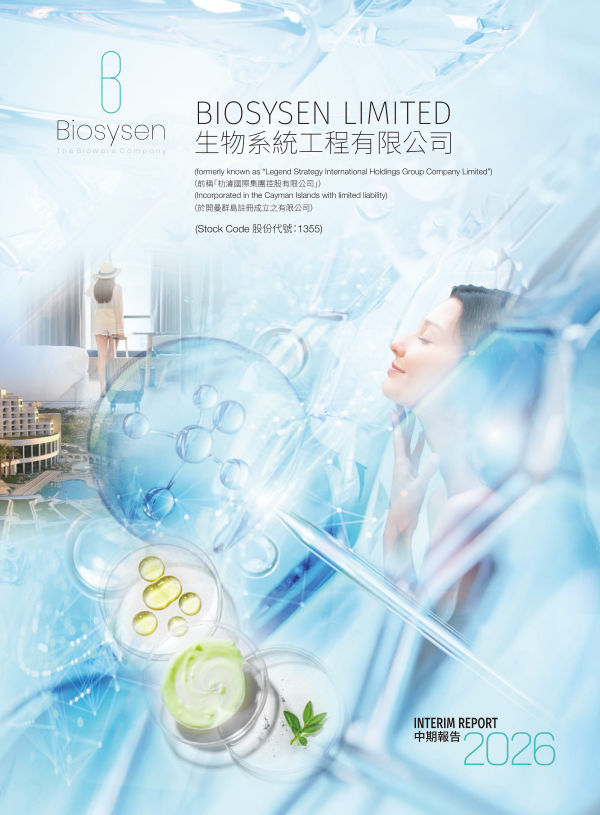 Biosysen
The Bioware Company
BIOSYSEN LIMITED
生物系統工程有限公司
(formerly known as "Legend Strategy International Holdings Group Company Limited")
(前稱「朸濬國際集團控股有限公司」)
(Incorporated in the Cayman Islands with limited liability)
(於開曼群島註冊成立之有限公司)
(Stock Code 股份代號：1355)
INTERIM REPORT
中期報告
2026